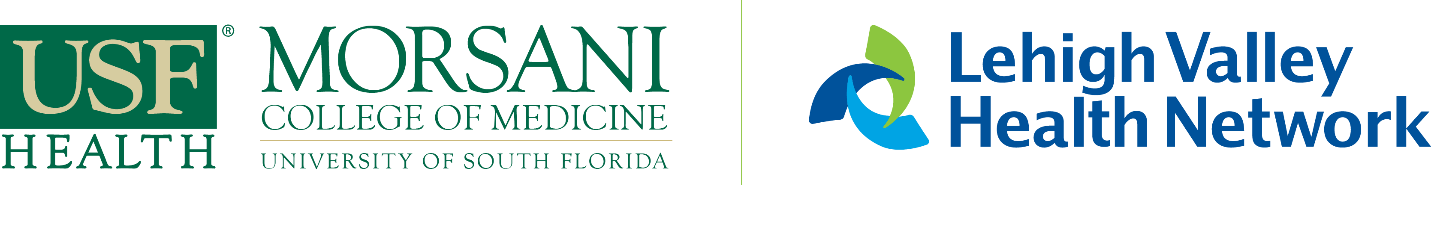 USF®
HEALTH
MORSANI
COLLEGE OF MEDICINE
UNIVERSITY OF SOUTH FLORIDA
Lehigh Valley
Health Network